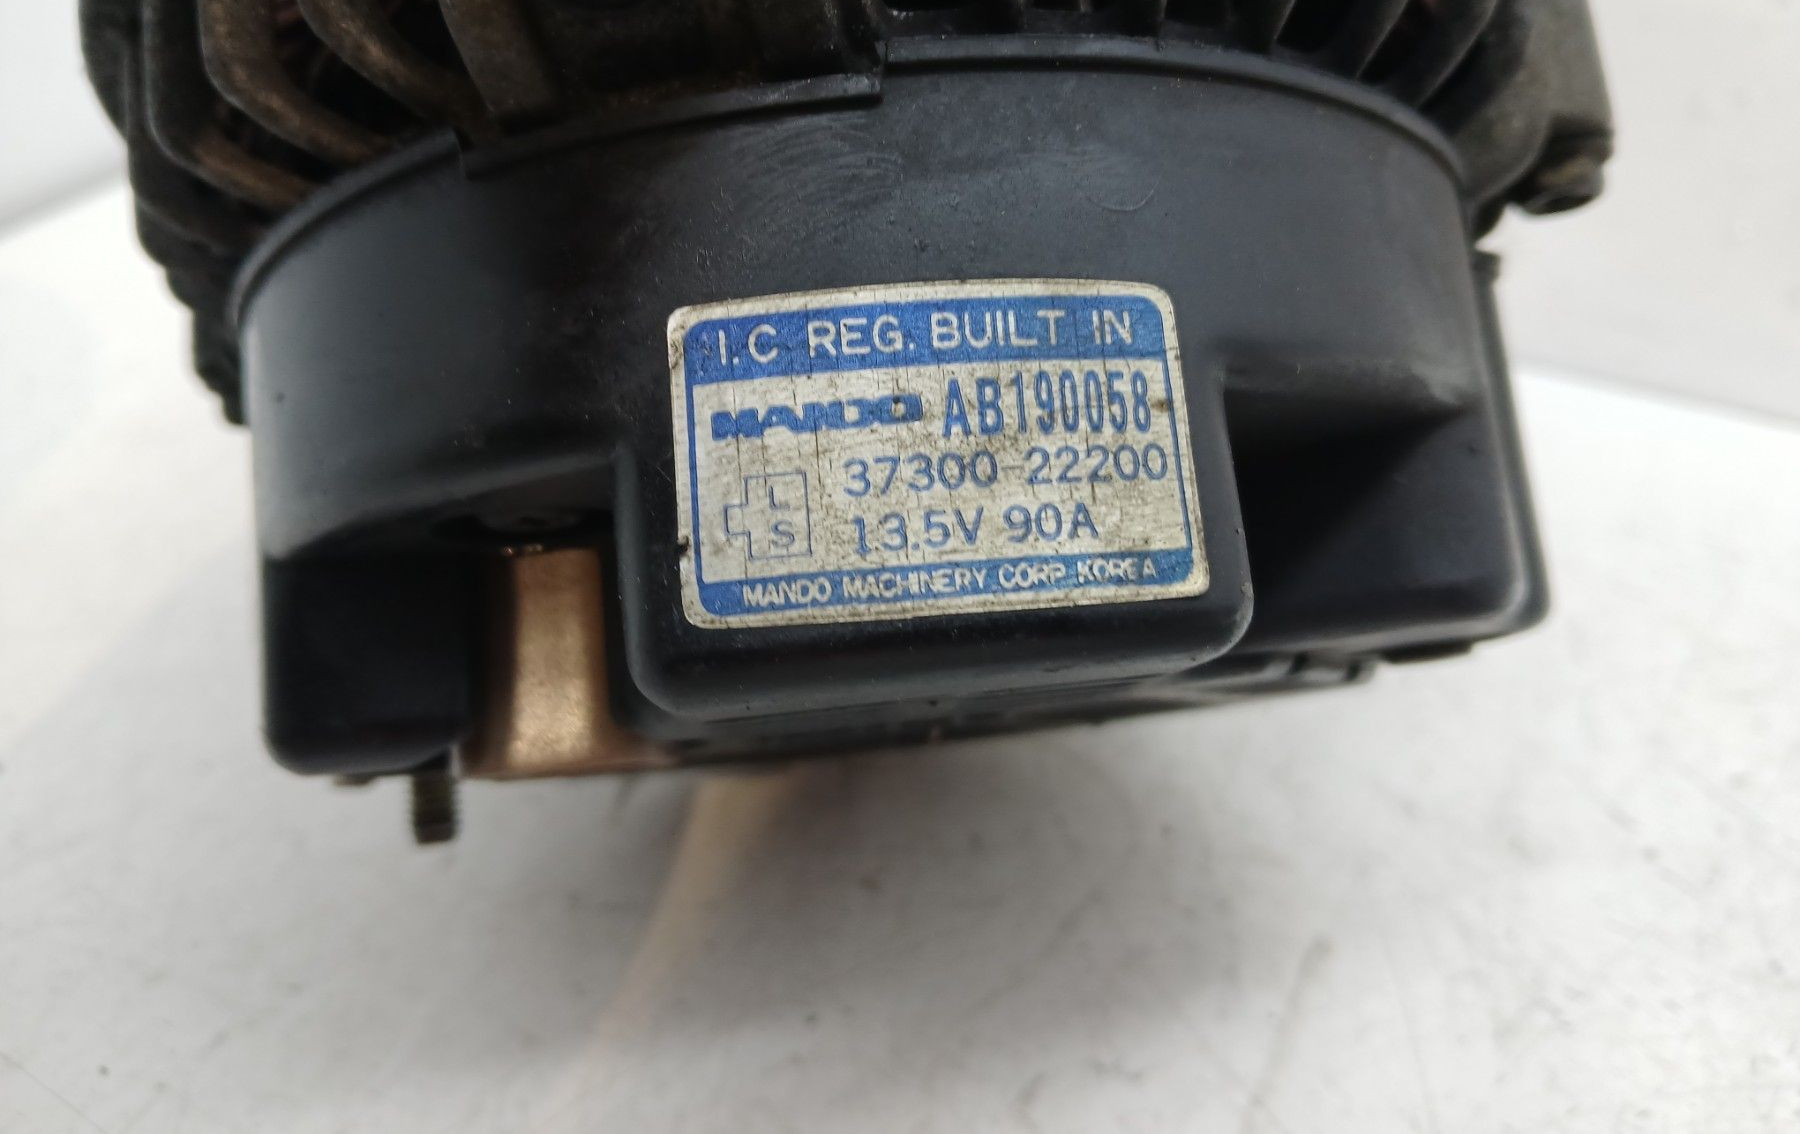 I.C REG. BUILT IN
MANDO AB190058
37300-22200
L
S
13.5V 90A
MANDO MACHINERY CORP KOREA